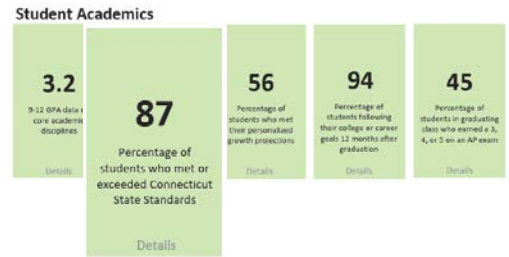 Student Academics
3.2
9-12 GPA data
core academic
disciplines
Details
87
Percentage of
students who met or
exceeded Connecticut
State Standards
Details
56
Percentage of
students who met
their personalized
growth projections
Details
94
Percentage of
students following
their college or career
goals 12 months after
graduation
Details
45
Percentage of
students in graduating
class who earned a 3,
4, or 5 on an AP exam
Details